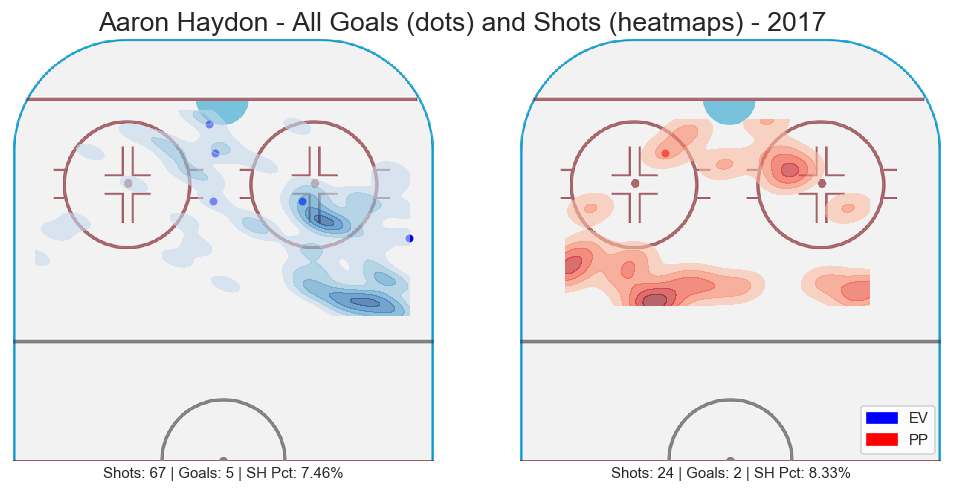 Aaron Haydon - All Goals (dots) and Shots (heatmaps) - 2017
EV
PP
Shots: 67 | Goals: 5 | SH Pct: 7.46%
Shots: 24 | Goals: 2 | SH Pct: 8.33%